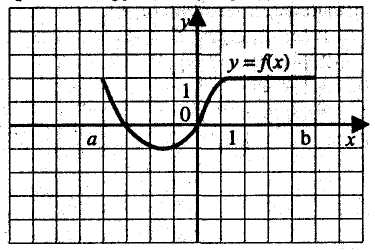 y
y = f(x)
1
0
a 1 b x